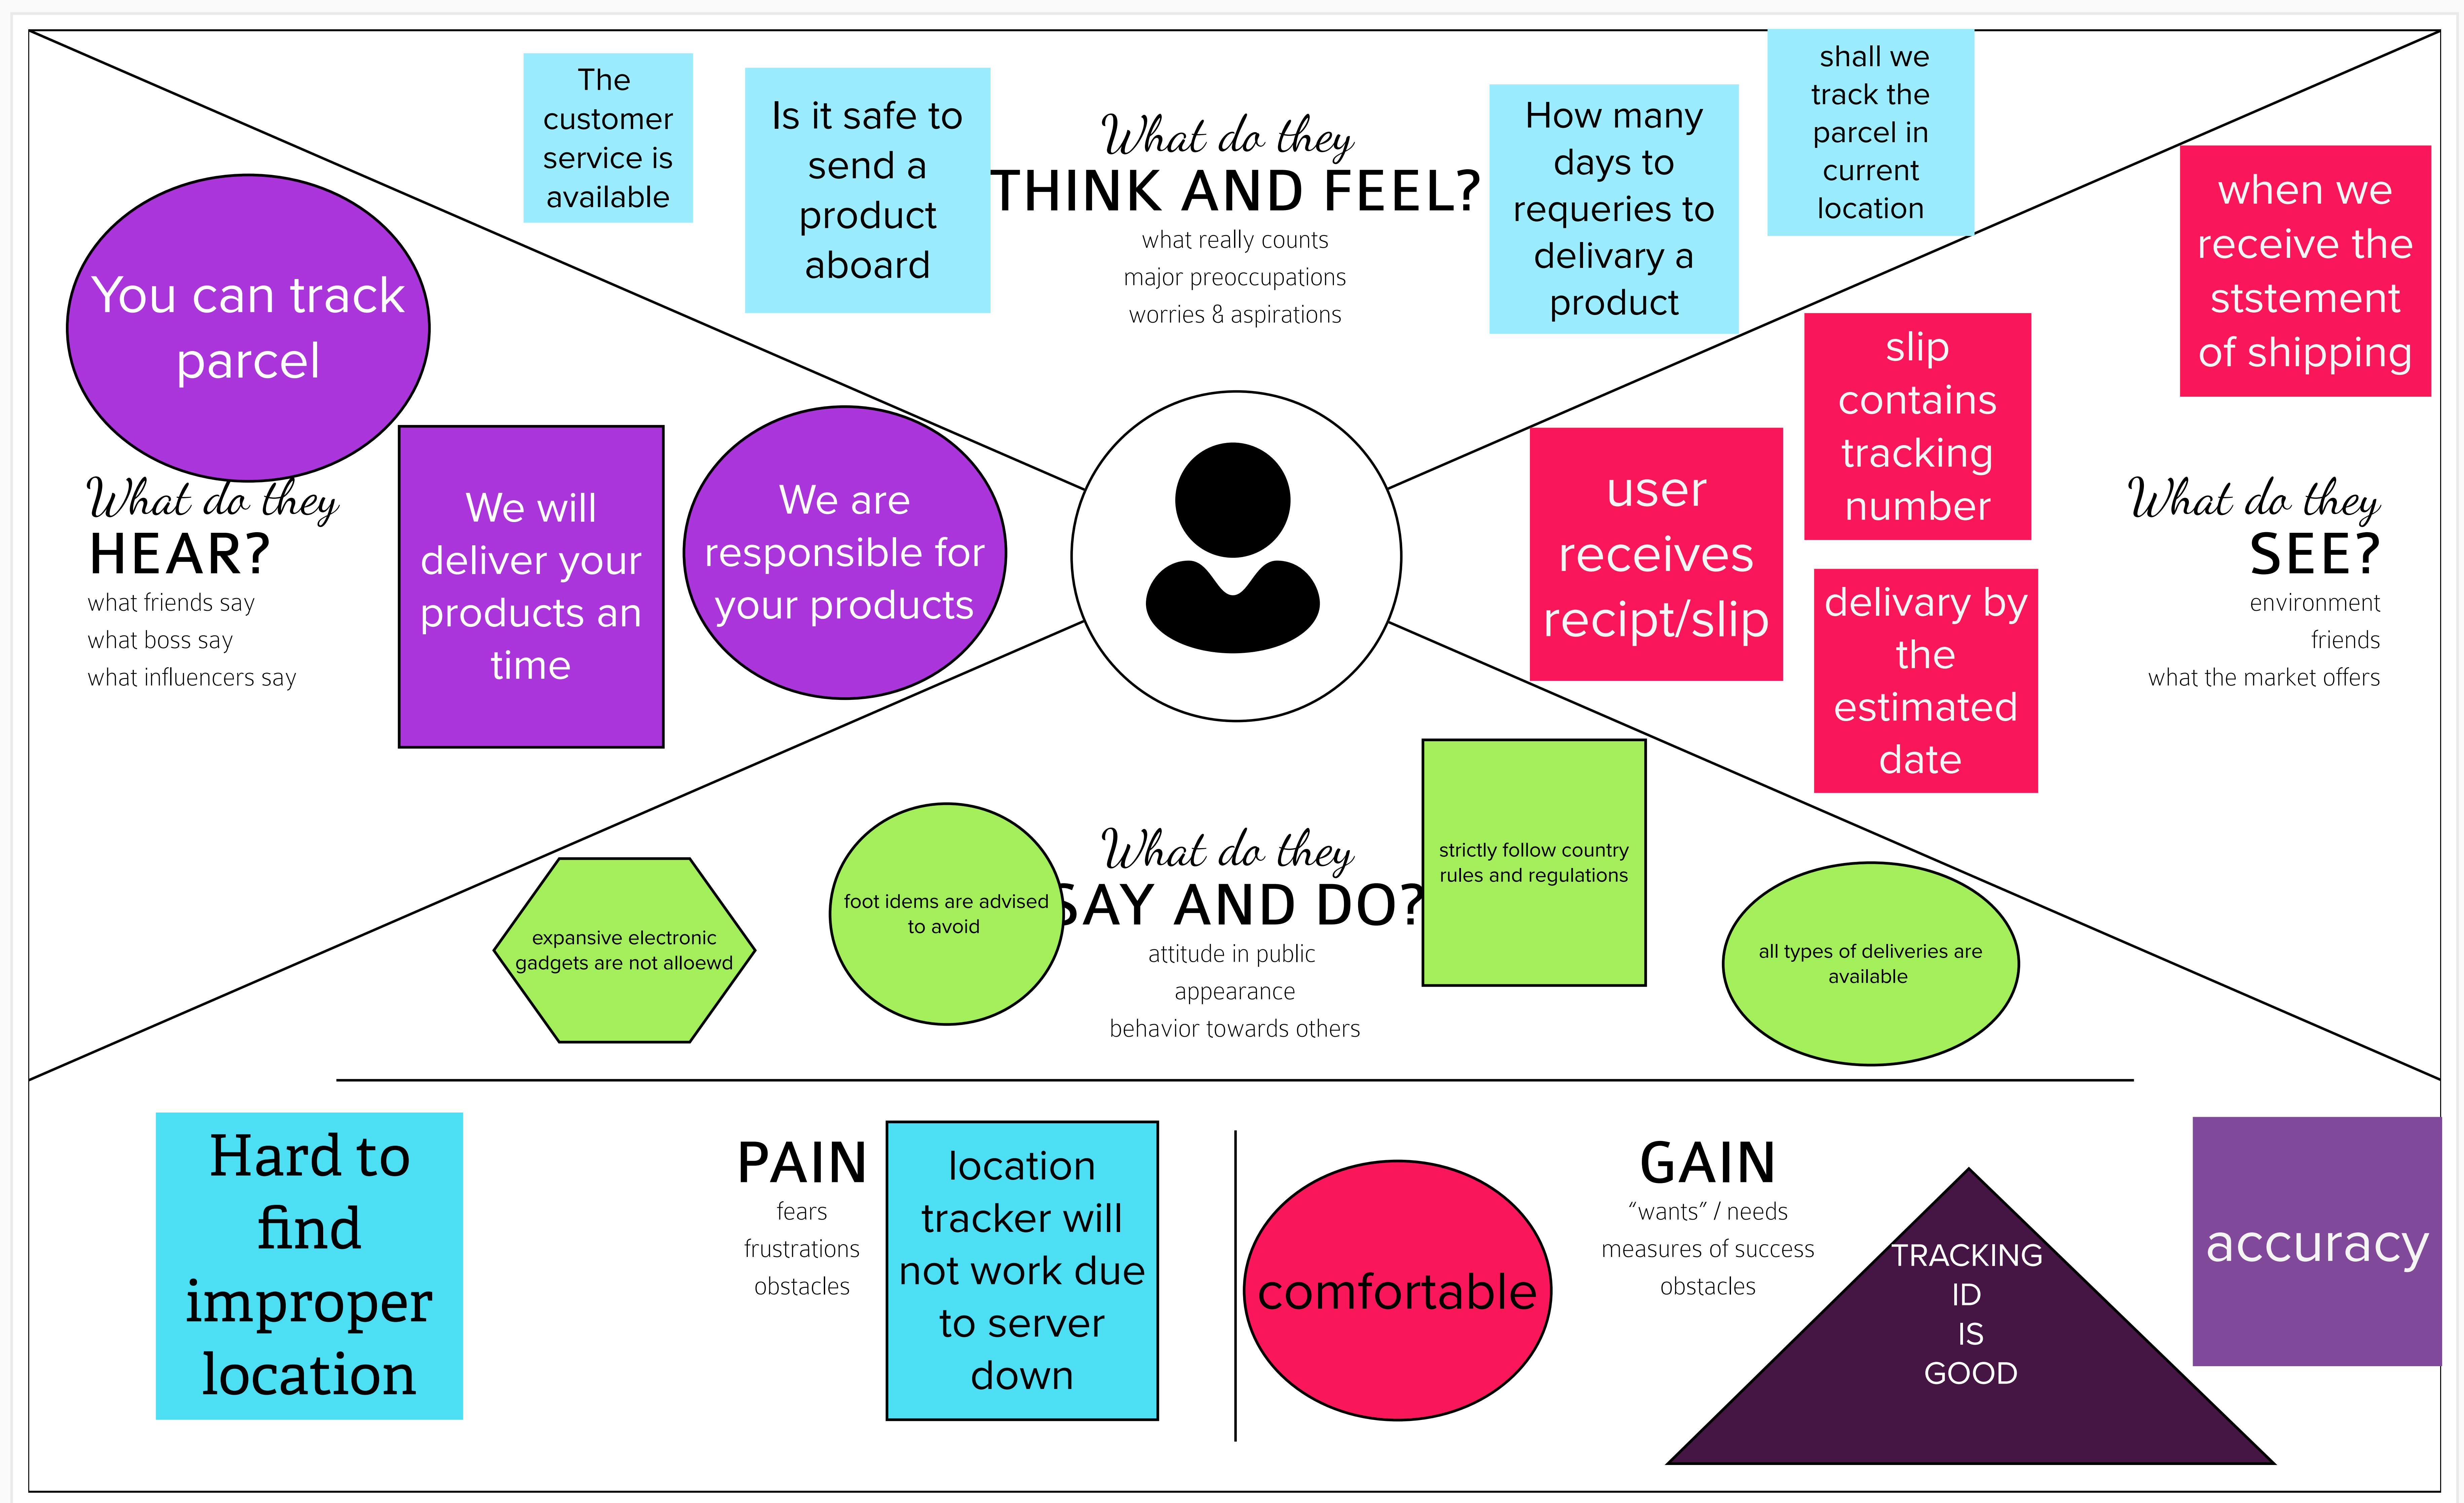 The
customer
service is
available
Is it safe to
send a
product
aboard
What do they
THINK AND FEEL?
what really counts
major preoccupations
worries & aspirations
How many
days to
requeries to
delivary a
product
shall we
track the
parcel in
current
location
You can track
parcel
What do they
HEAR?
what friends say
what boss say
what influencers say
We will
deliver your
products an
time
We are
responsible for
your products
user
receives
recipt/slip
slip
contains
tracking
number
delivary by
the
estimated
date
when we
receive the
ststement
of shipping
What do they
SEE?
environment
friends
what the market offers
expansive electronic
gadgets are not alloewd
foot idems are advised
to avoid
What do they
SAY AND DO?
attitude in public
appearance
behavior towards others
strictly follow country
rules and regulations
all types of deliveries are
available
Hard to
find
improper
location
PAIN
fears
frustrations
obstacles
location
tracker will
not work due
to server
down
comfortable
GAIN
“wants” / needs
measures of success
obstacles
TRACKING
ID
IS
GOOD
accuracy